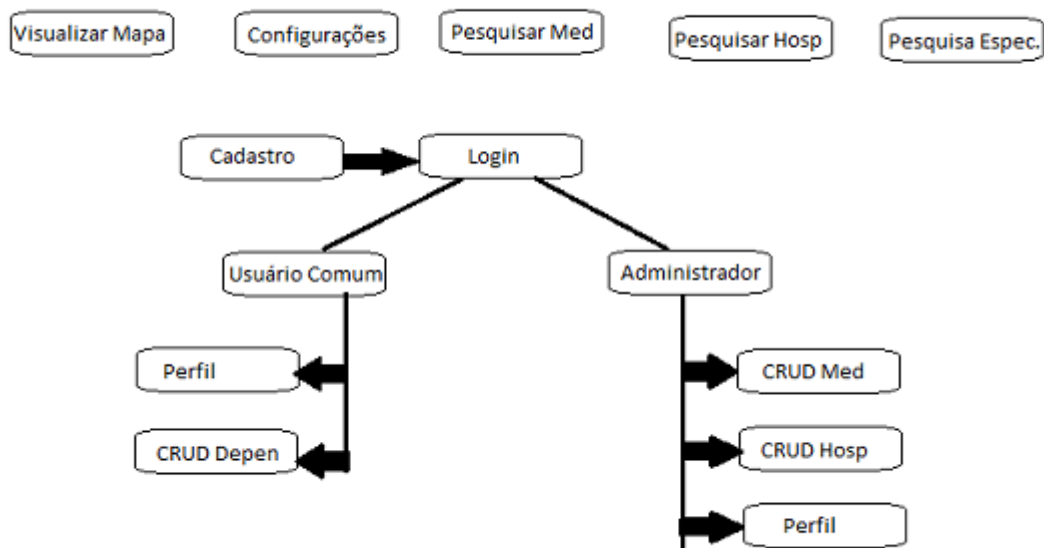 Visualizar Mapa
Configurações
Pesquisar Med
Pesquisar Hosp
Pesquisa Espec.
Cadastro
Login
Usuário Comum
Administrador
Perfil
CRUD Med
CRUD Depen
CRUD Hosp
Perfil